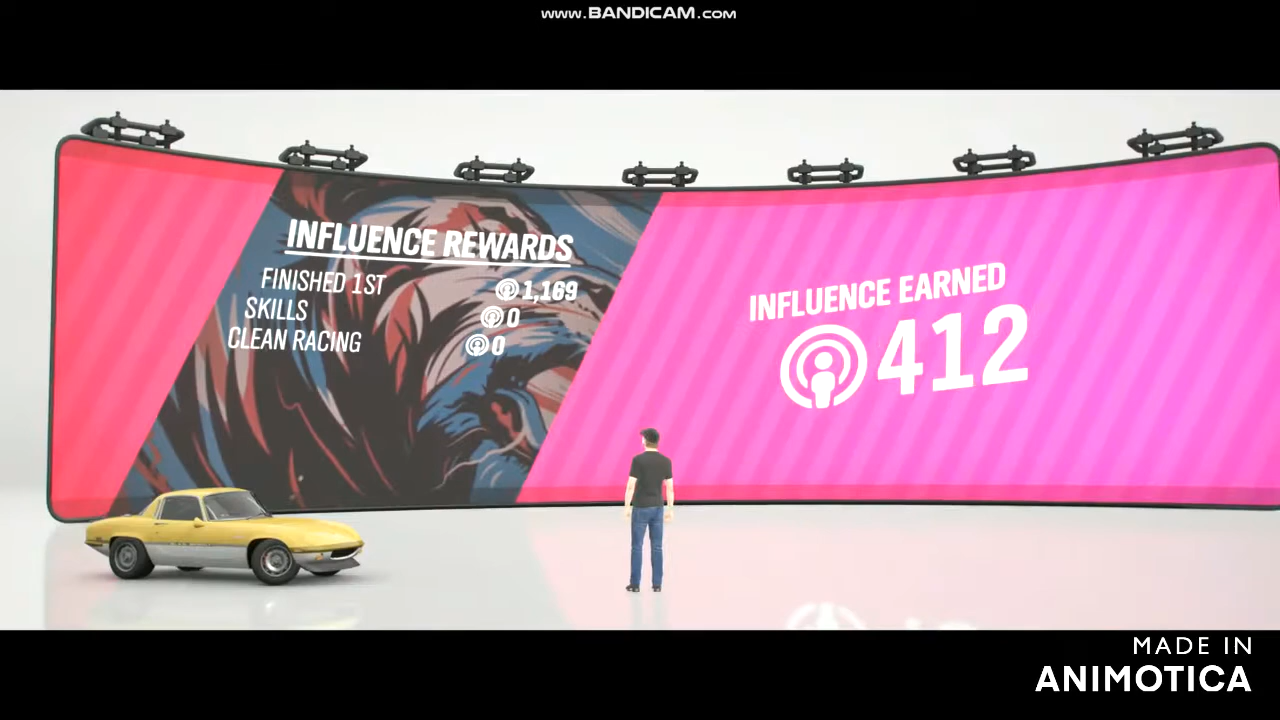 www.BANDICAM.com
INFLUENCE REWARDS
FINISHED 1ST 1,169
SKILLS 0
CLEAN RACING 0
INFLUENCE EARNED
412
MADE IN
ANIMOTICA